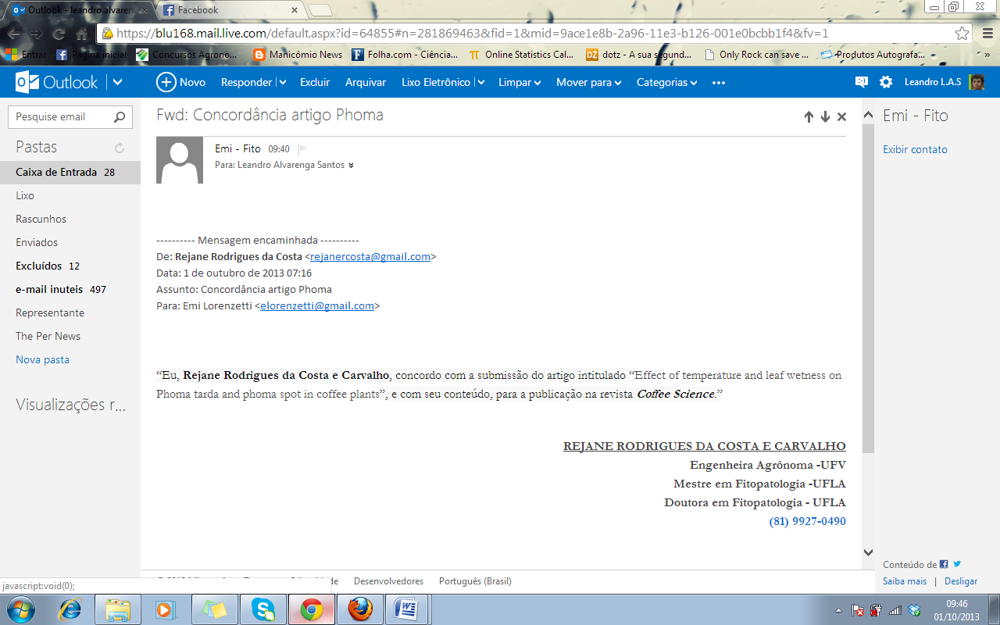 Outlook - leandro.alvaren
Facebook
https://blu168.mail.live.com/default.aspx?id=64855#n=281869463&fid=1&mid=9ace1e8b-2a96-11e3-b126-001e0bcbb1f4&fv=1
Entrar Página inicial Concursos Agrono... Manicômio News Folha.com - Ciência... Online Statistics Cal... dotz - A sua segund... Only Rock can save ... Produtos Autografa... »
Outlook Novo Responder Excluir Arquivar Lixo Eletrônico Limpar Mover para Categorias ••• Leandro L.A.S
Pesquise email
Pastas
Caixa de Entrada 28
Lixo
Rascunhos
Enviados
Excluídos 12
e-mail inuteis 497
Representante
The Per News
Nova pasta
Visualizações r...
Fwd: Concordância artigo Phoma
Emi - Fito 09:40
Para: Leandro Alvarenga Santos
---------- Mensagem encaminhada ----------
De: Rejane Rodrigues da Costa <rejanercosta@gmail.com>
Data: 1 de outubro de 2013 07:16
Assunto: Concordância artigo Phoma
Para: Emi Lorenzetti <elorenzetti@gmail.com>
“Eu, Rejane Rodrigues da Costa e Carvalho, concordo com a submissão do artigo intitulado “Effect of temperature and leaf wetness on
Phoma tarda and phoma spot in coffee plants”, e com seu conteúdo, para a publicação na revista Coffee Science.”
REJANE RODRIGUES DA COSTA E CARVALHO
Engenheira Agrônoma -UFV
Mestre em Fitopatologia -UFLA
Doutora em Fitopatologia - UFLA
(81) 9927-0490
Emi - Fito
Exibir contato
Conteúdo de
Saiba mais | Desligar
Desenvolvedores Português (Brasil)
javascript:void(0);
09:46
01/10/2013